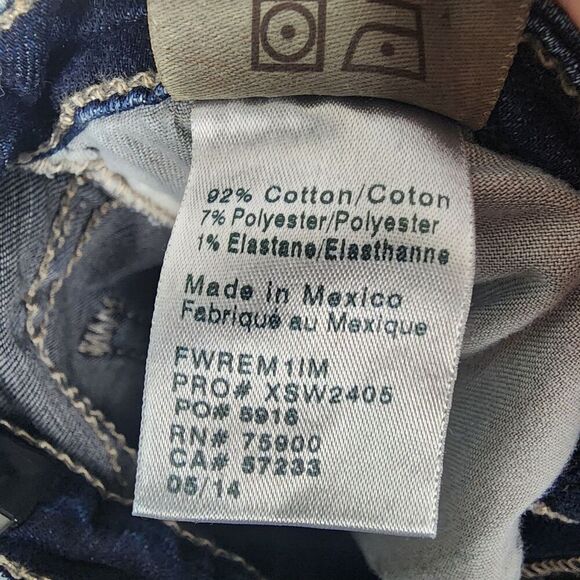 92% Cotton/Coton
7% Polyester/Polyester
1% Elastane/Elasthanne
Made in Mexico
Fabriqué au Mexique
FWREM1IM
PRO# XSW2405
PO# 5916
RN# 75900
CA# 57233
05/14